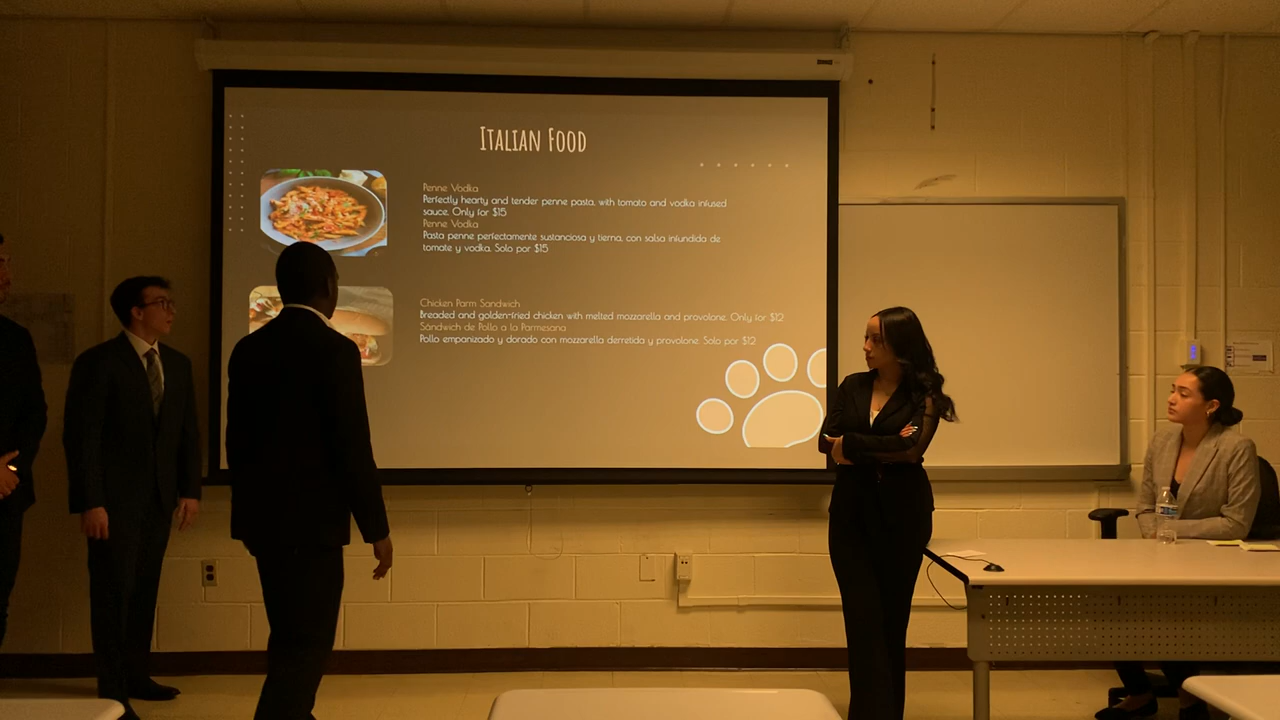 Italian Food
Penne Vodka
Perfectly hearty and tender penne pasta, with tomato and vodka infused
sauce. Only for $15
Penne Vodka
Pasta penne perfectamente sustanciosa y tierna, con salsa infundida de
tomate y vodka. Solo por $15
Chicken Parm Sandwich
Breaded and golden-fried chicken with melted mozzarella and provolone. Only for $12
Sándwich de Pollo a la Parmesana
Pollo empanizado y dorado con mozzarella derretida y provolone. Solo por $12